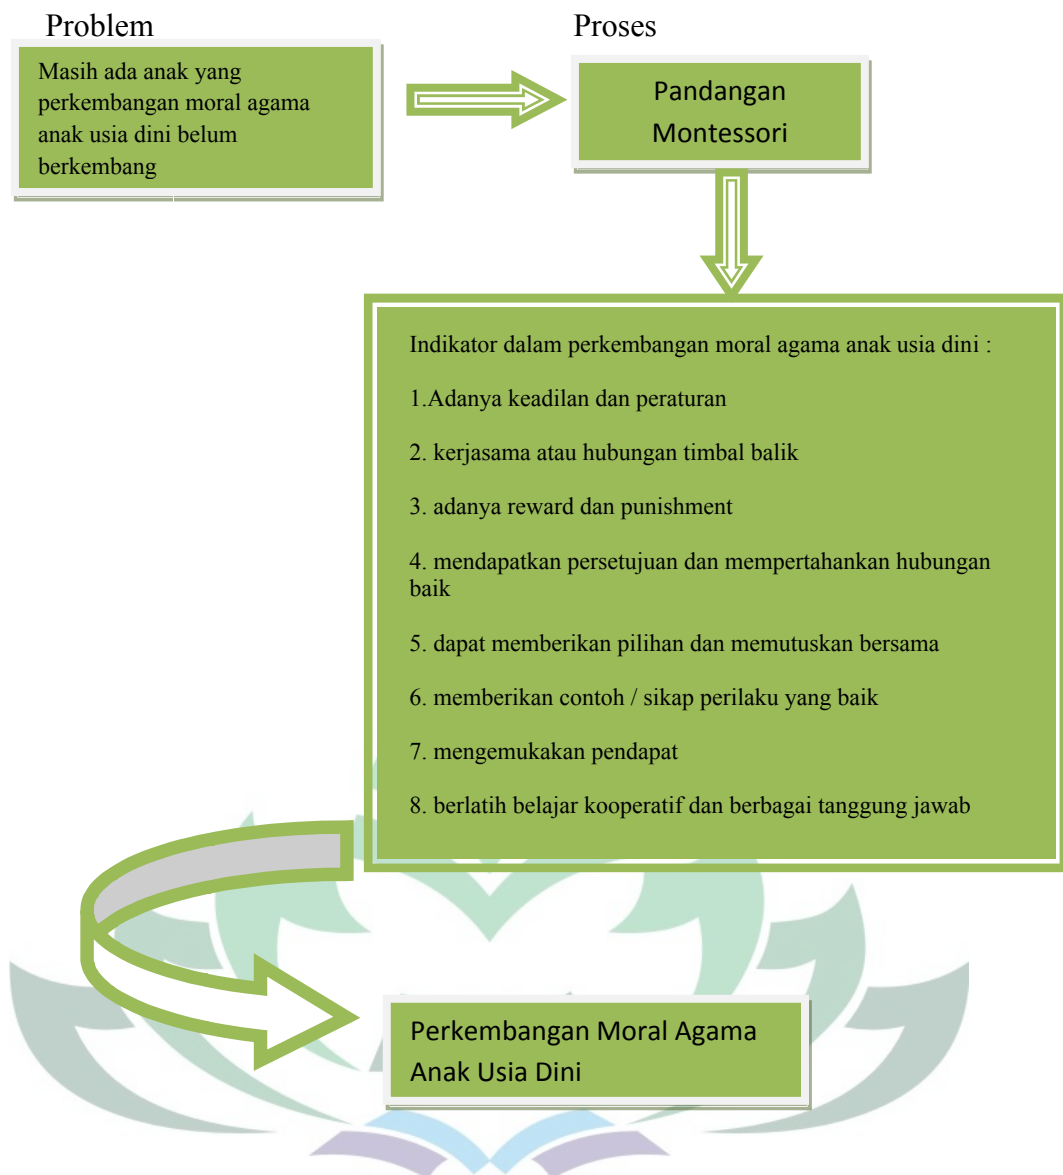 Problem
Proses
Masih ada anak yang
perkembangan moral agama
anak usia dini belum
berkembang
Pandangan
Montessori
Indikator dalam perkembangan moral agama anak usia dini :
1.Adanya keadilan dan peraturan
2. kerjasama atau hubungan timbal balik
3. adanya reward dan punishment
4. mendapatkan persetujuan dan mempertahankan hubungan
baik
5. dapat memberikan pilihan dan memutuskan bersama
6. memberikan contoh / sikap perilaku yang baik
7. mengemukakan pendapat
8. berlatih belajar kooperatif dan berbagai tanggung jawab
Perkembangan Moral Agama
Anak Usia Dini